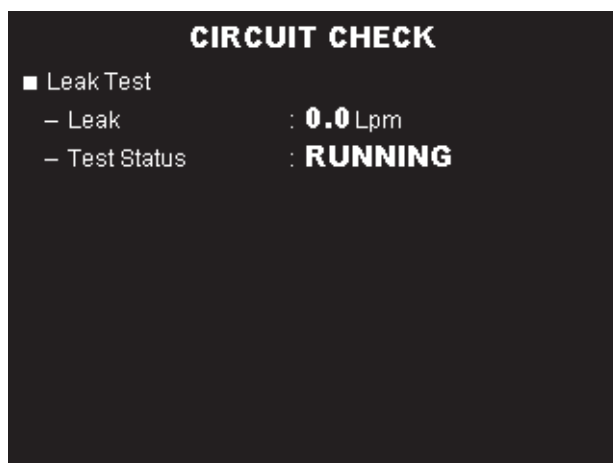 CIRCUIT CHECK
■ Leak Test
– Leak : 0.0 Lpm
– Test Status : RUNNING